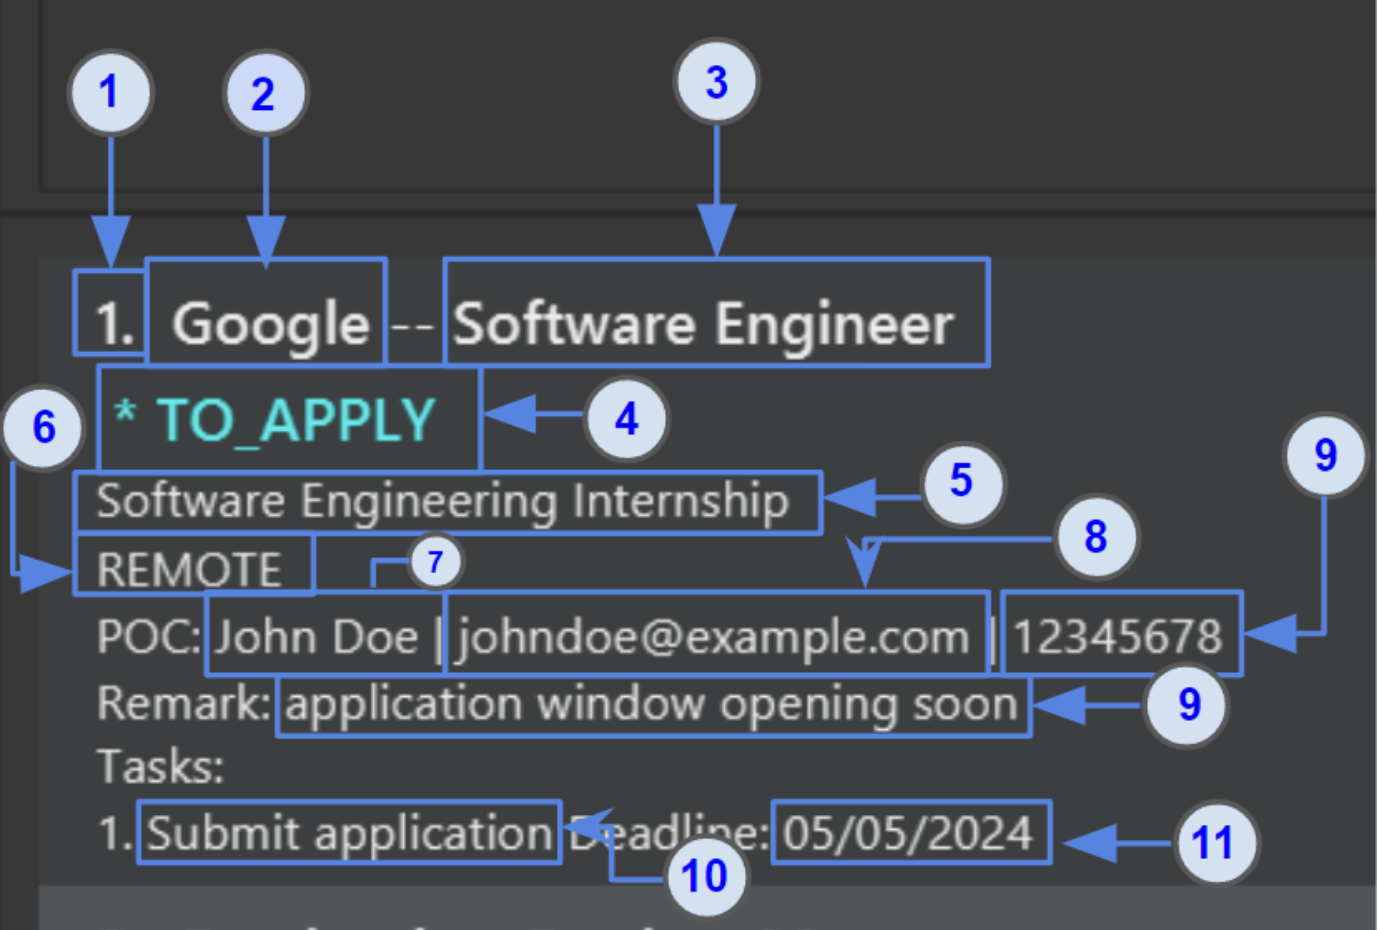 1 2 3
1. Google -- Software Engineer
* TO_APPLY 4
6
9
Software Engineering Internship 5
REMOTE 7 8
POC: John Doe | johndoe@example.com | 12345678
Remark: application window opening soon 9
Tasks:
1. Submit application Deadline: 05/05/2024 11
10